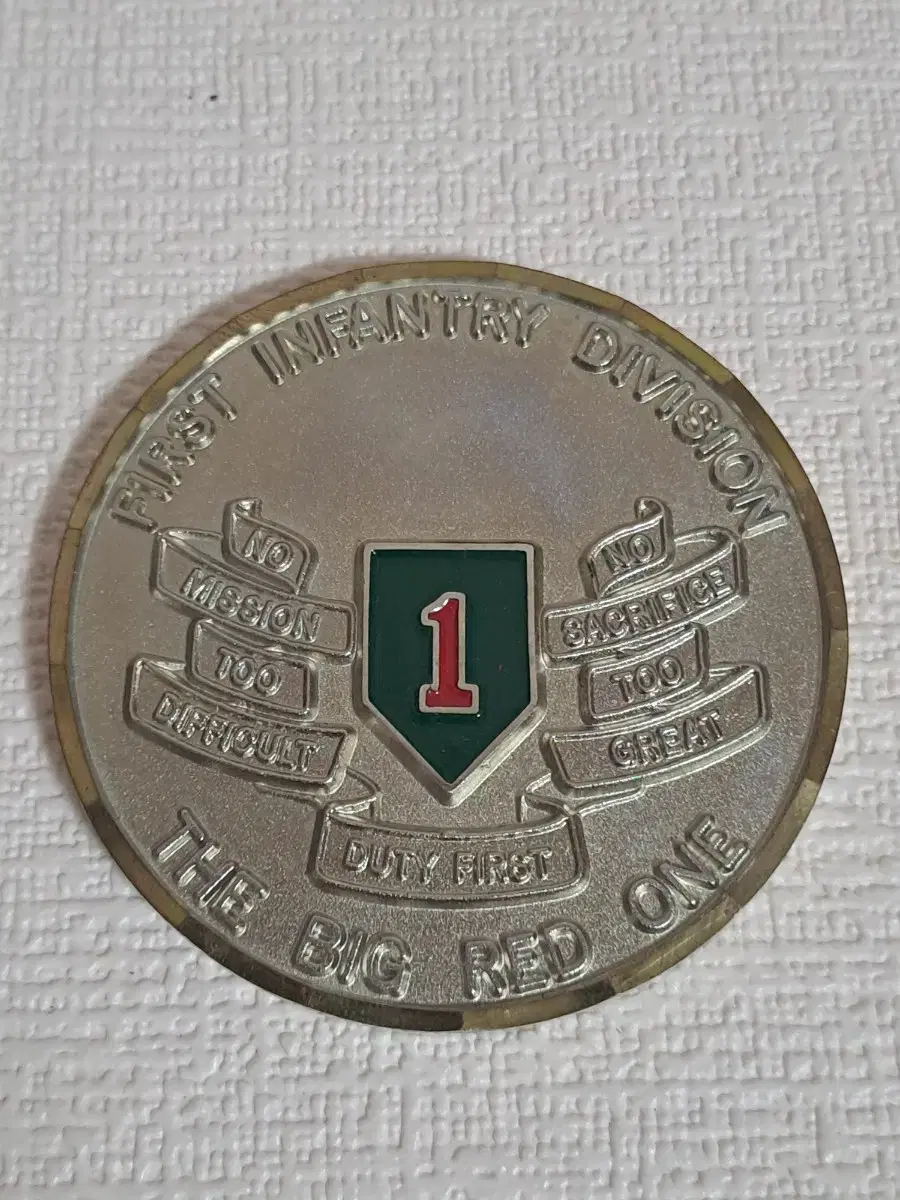 FIRST INFANTRY DIVISION
NO
MISSION
TOO
DIFFICULT
1
NO
SACRIFICE
TOO
GREAT
DUTY FIRST
THE BIG RED ONE